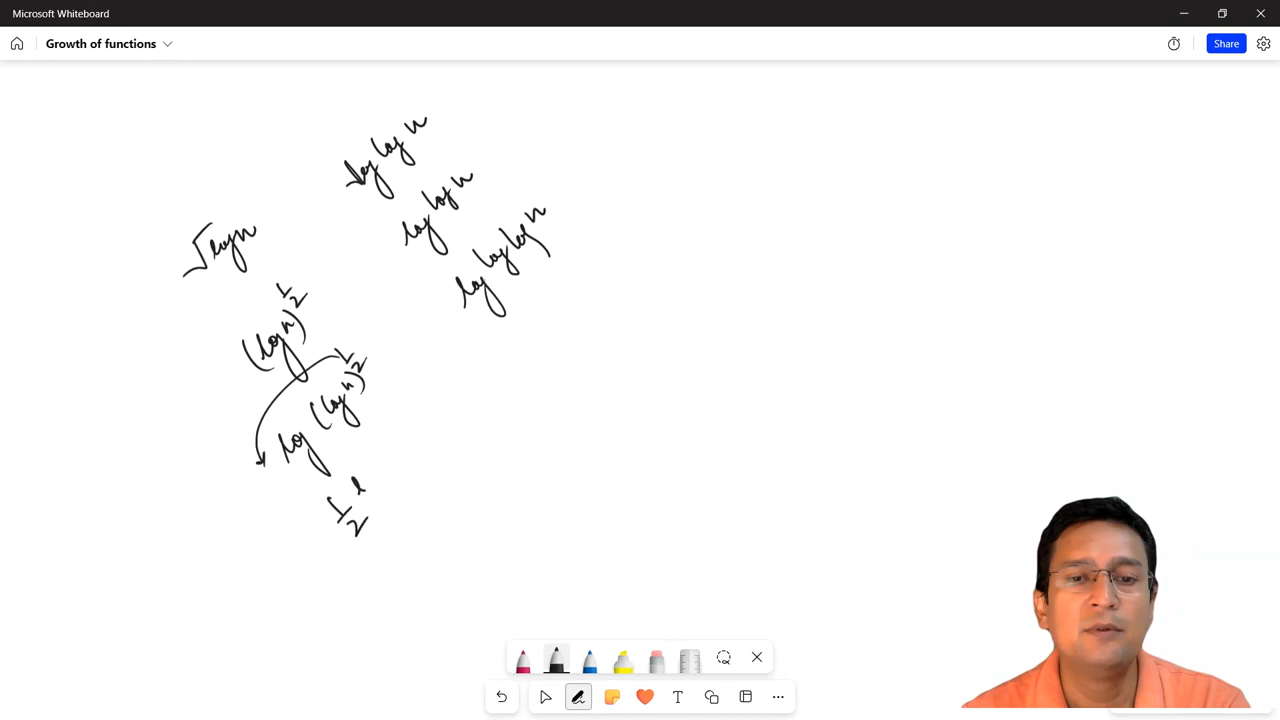 Microsoft Whiteboard
Growth of functions
Share
√log n
(log n)^1/2
log (log n)^1/2
1/2 l
log log n
log log n
log log log n